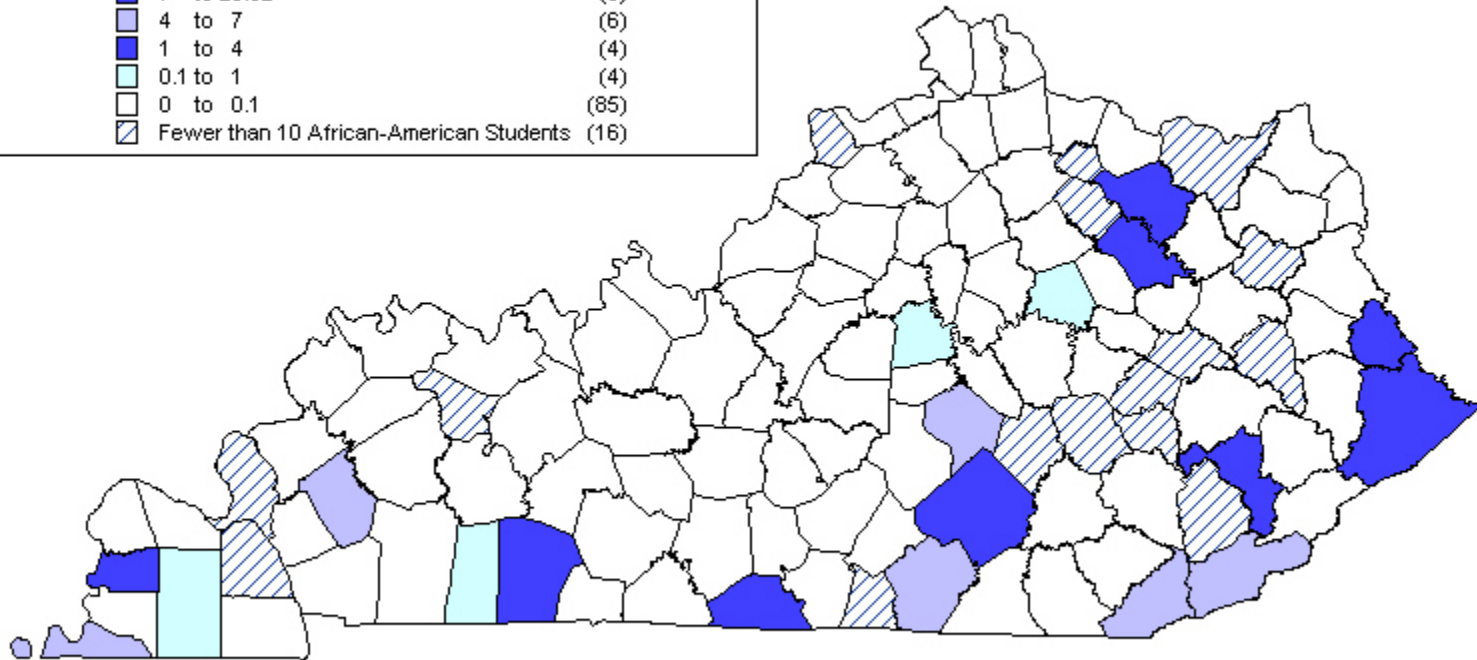 4 to 7 (6)
1 to 4 (4)
0.1 to 1 (4)
0 to 0.1 (85)
Fewer than 10 African-American Students (16)